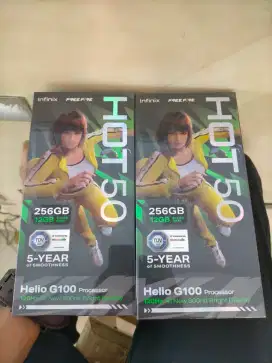 Infinix
FREE FIRE
HOT 50
256GB
12GB
5-YEAR
OF SMOOTHNESS
Helio G100 Processor
Infinix
FREE FIRE
HOT 50
256GB
12GB
5-YEAR
OF SMOOTHNESS
Helio G100 Processor